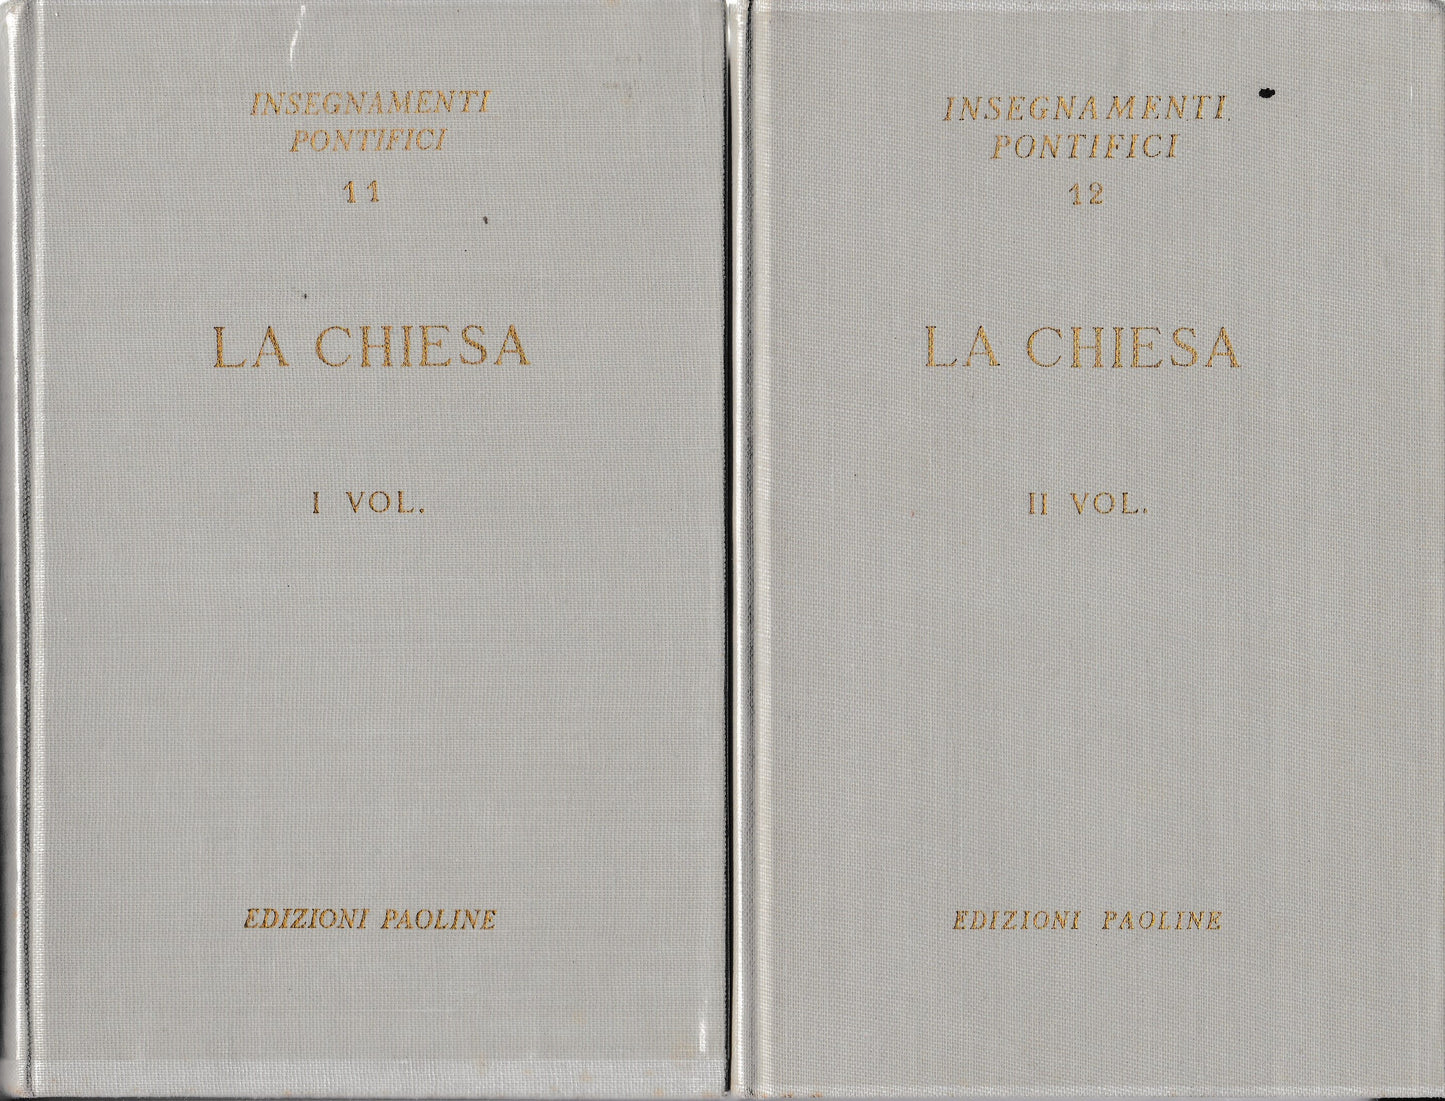 INSEGNAMENTI
PONTIFICI
11
LA CHIESA
I VOL.
EDIZIONI PAOLINE
INSEGNAMENTI
PONTIFICI
12
LA CHIESA
II VOL.
EDIZIONI PAOLINE